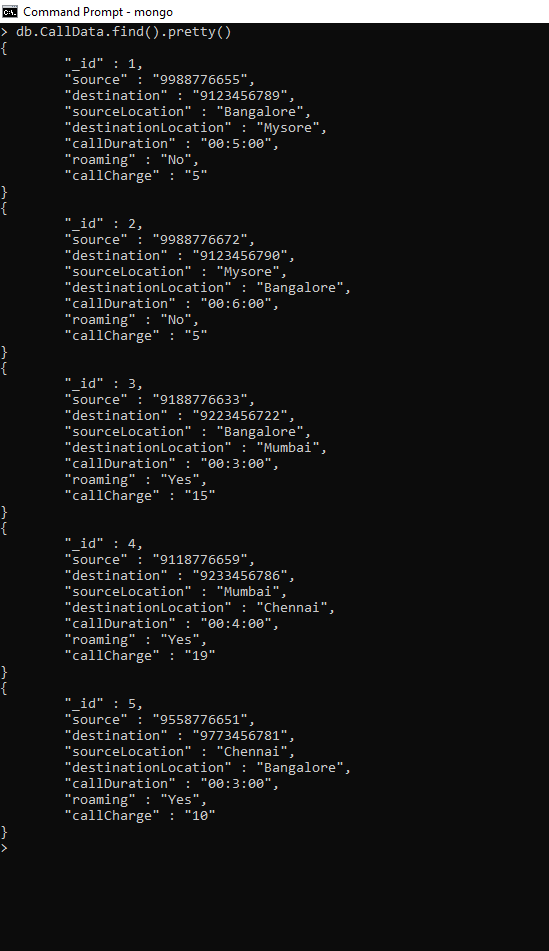 Command Prompt - mongo
> db.CallData.find().pretty()
{
        "_id" : 1,
        "source" : "9988776655",
        "destination" : "9123456789",
        "sourceLocation" : "Bangalore",
        "destinationLocation" : "Mysore",
        "callDuration" : "00:5:00",
        "roaming" : "No",
        "callCharge" : "5"
}
{
        "_id" : 2,
        "source" : "9988776672",
        "destination" : "9123456790",
        "sourceLocation" : "Mysore",
        "destinationLocation" : "Bangalore",
        "callDuration" : "00:6:00",
        "roaming" : "No",
        "callCharge" : "5"
}
{
        "_id" : 3,
        "source" : "9188776633",
        "destination" : "9223456722",
        "sourceLocation" : "Bangalore",
        "destinationLocation" : "Mumbai",
        "callDuration" : "00:3:00",
        "roaming" : "Yes",
        "callCharge" : "15"
}
{
        "_id" : 4,
        "source" : "9118776659",
        "destination" : "9233456786",
        "sourceLocation" : "Mumbai",
        "destinationLocation" : "Chennai",
        "callDuration" : "00:4:00",
        "roaming" : "Yes",
        "callCharge" : "19"
}
{
        "_id" : 5,
        "source" : "9558776651",
        "destination" : "9773456781",
        "sourceLocation" : "Chennai",
        "destinationLocation" : "Bangalore",
        "callDuration" : "00:3:00",
        "roaming" : "Yes",
        "callCharge" : "10"
}
>